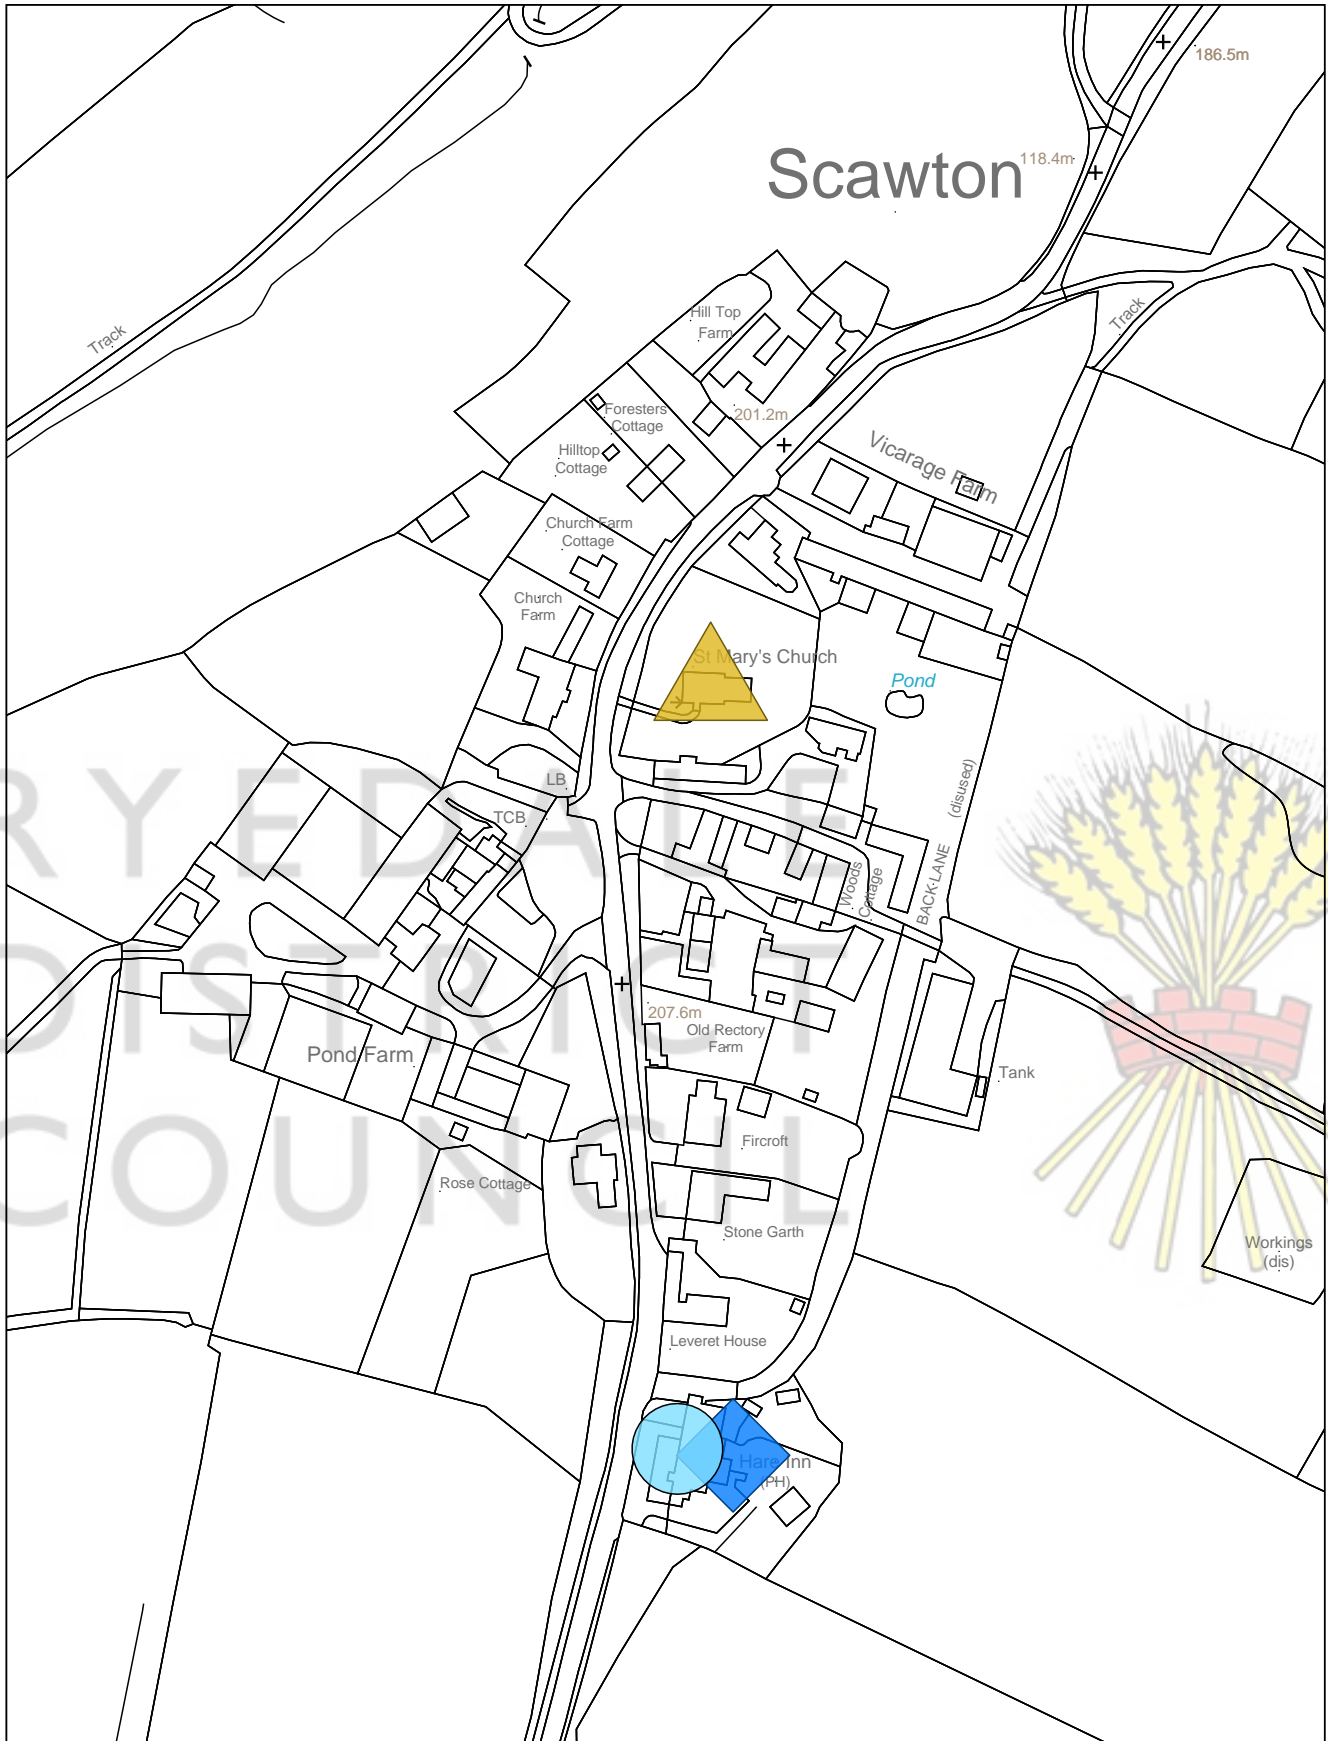 186.5m
Scawton
118.4m
Track
Track
Hill Top
Farm
Foresters
Cottage
201.2m
Hilltop
Cottage
Vicarage Farm
Church Farm
Cottage
Church
Farm
St Mary's Church
Pond
LB
TCB
(disused)
BACK LANE
Woods
Cottage
RYEDALE
DISTRICT
COUNCIL
207.6m
Old Rectory
Farm
Pond Farm
Tank
Fircroft
Rose Cottage
Stone Garth
Workings
(dis)
Leveret House
Hare Inn
(PH)